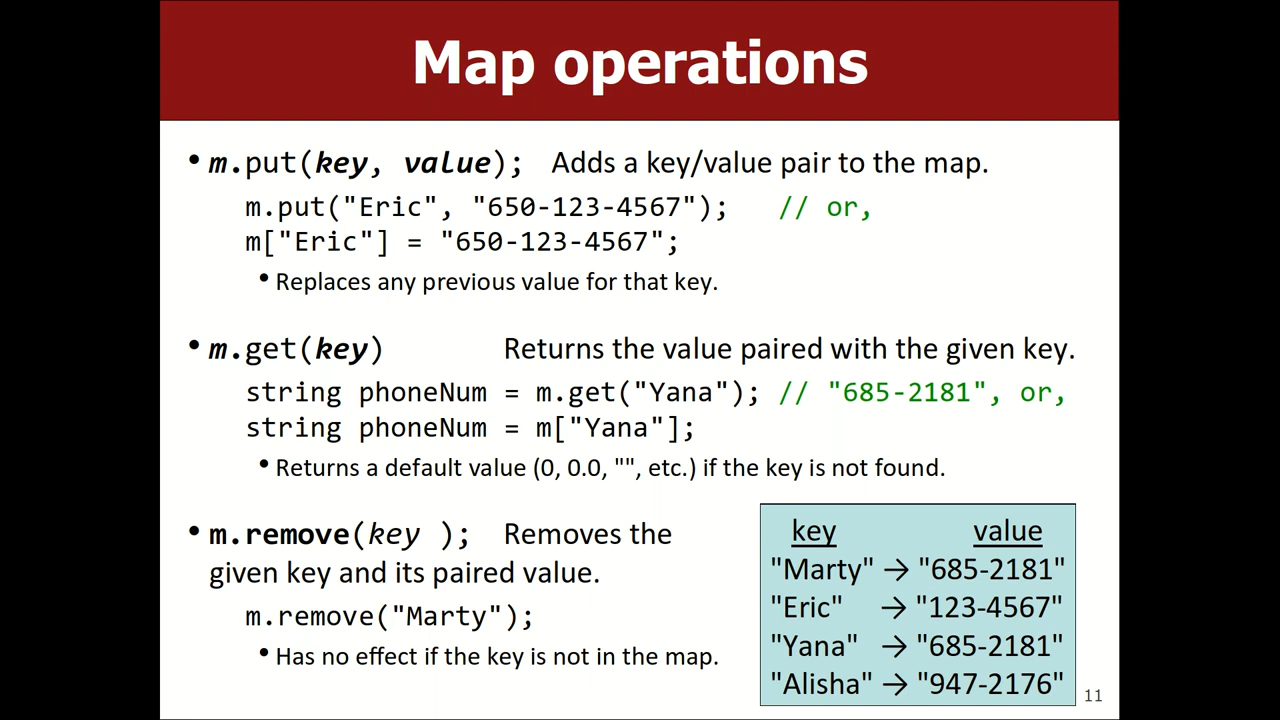 Map operations
• m.put(key, value); Adds a key/value pair to the map.
m.put("Eric", "650-123-4567"); // or,
m["Eric"] = "650-123-4567";
• Replaces any previous value for that key.
• m.get(key) Returns the value paired with the given key.
string phoneNum = m.get("Yana"); // "685-2181", or,
string phoneNum = m["Yana"];
• Returns a default value (0, 0.0, "", etc.) if the key is not found.
• m.remove(key ); Removes the
given key and its paired value.
m.remove("Marty");
• Has no effect if the key is not in the map.
key value
"Marty" → "685-2181"
"Eric" → "123-4567"
"Yana" → "685-2181"
"Alisha" → "947-2176"
11